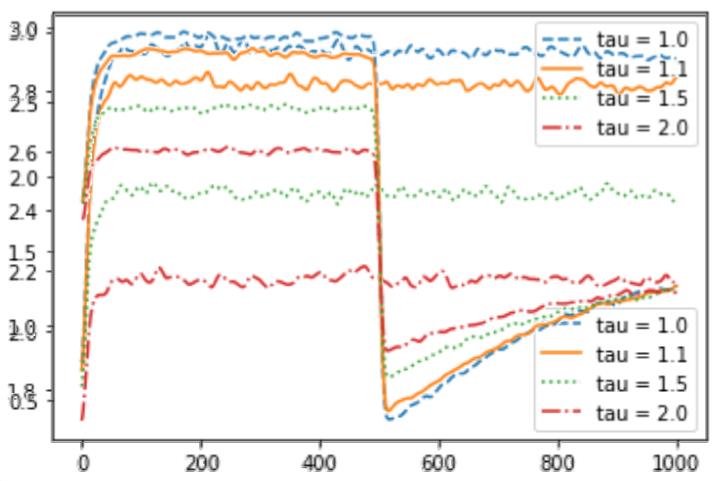 3.0
3.0
2.8
2.5
2.6
2.0
2.4
1.5
2.2
1.0
2.0
1.8
0.5
tau = 1.0
tau = 1.1
tau = 1.5
tau = 2.0
tau = 1.0
tau = 1.1
tau = 1.5
tau = 2.0
0 200 400 600 800 1000